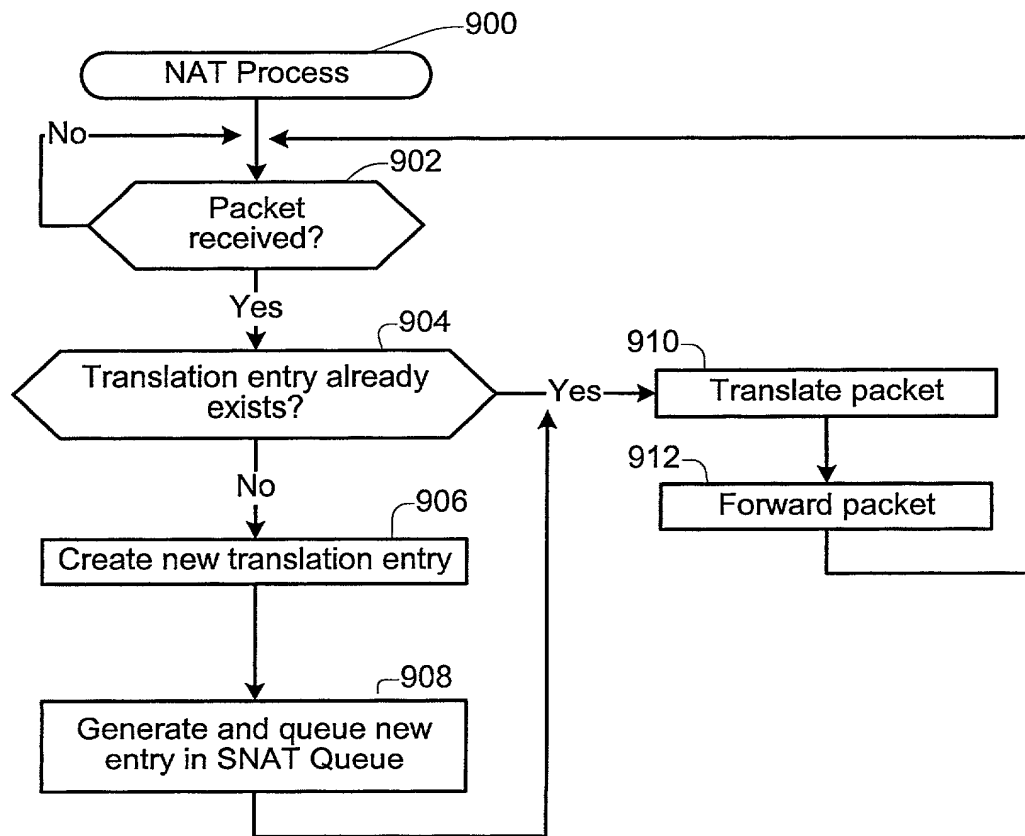 900
NAT Process
No
902
Packet
received?
Yes
904
Translation entry already
exists?
Yes
910
Translate packet
912
Forward packet
No
906
Create new translation entry
908
Generate and queue new
entry in SNAT Queue